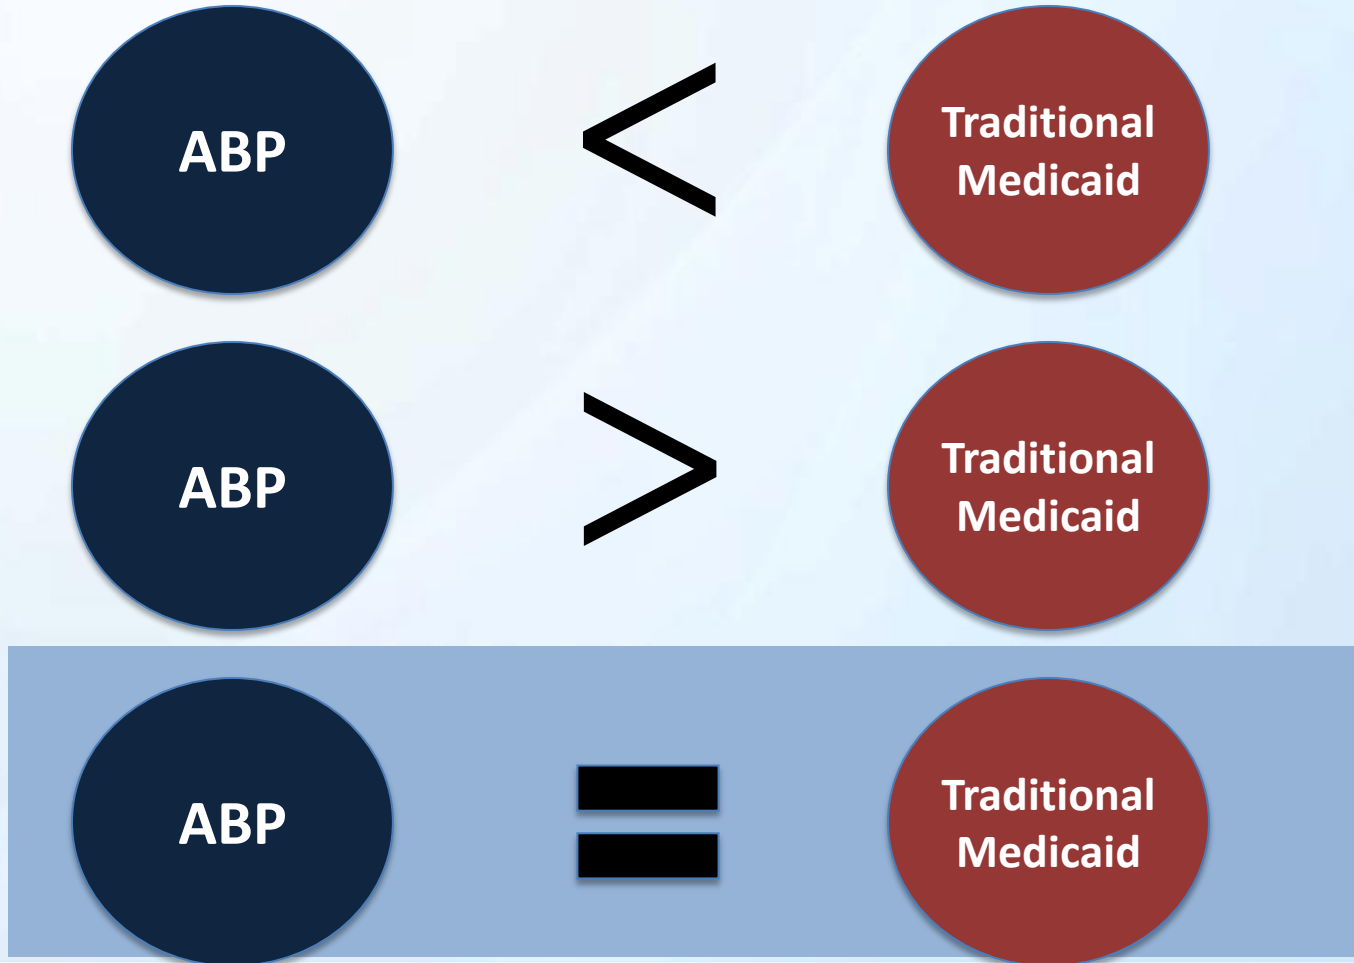 ABP < Traditional
Medicaid
ABP > Traditional
Medicaid
ABP = Traditional
Medicaid